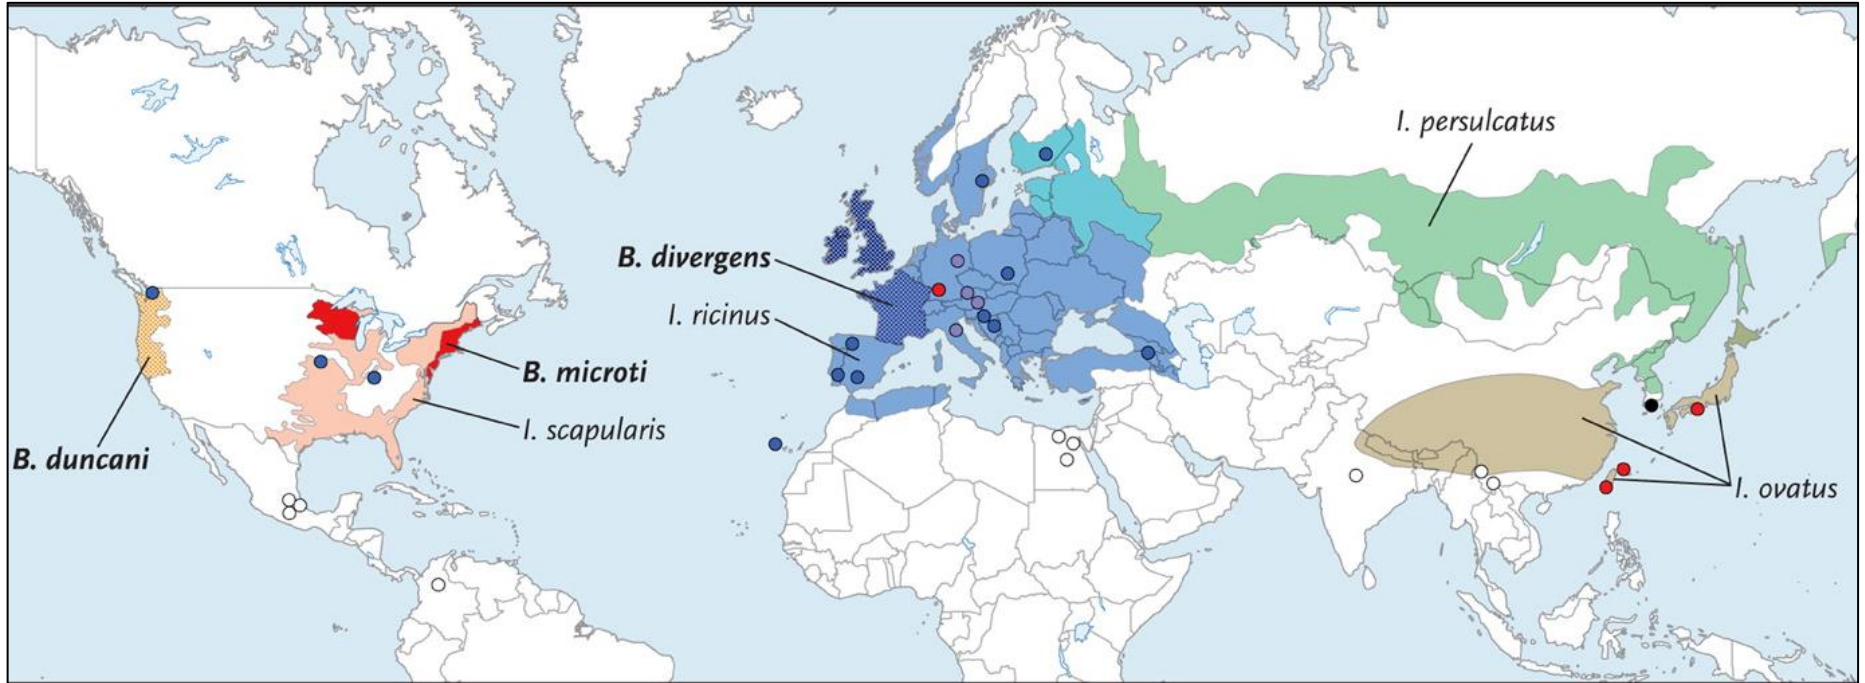 I. persulcatus
B. divergens
I. ricinus
B. microti
I. scapularis
B. duncani
I. ovatus